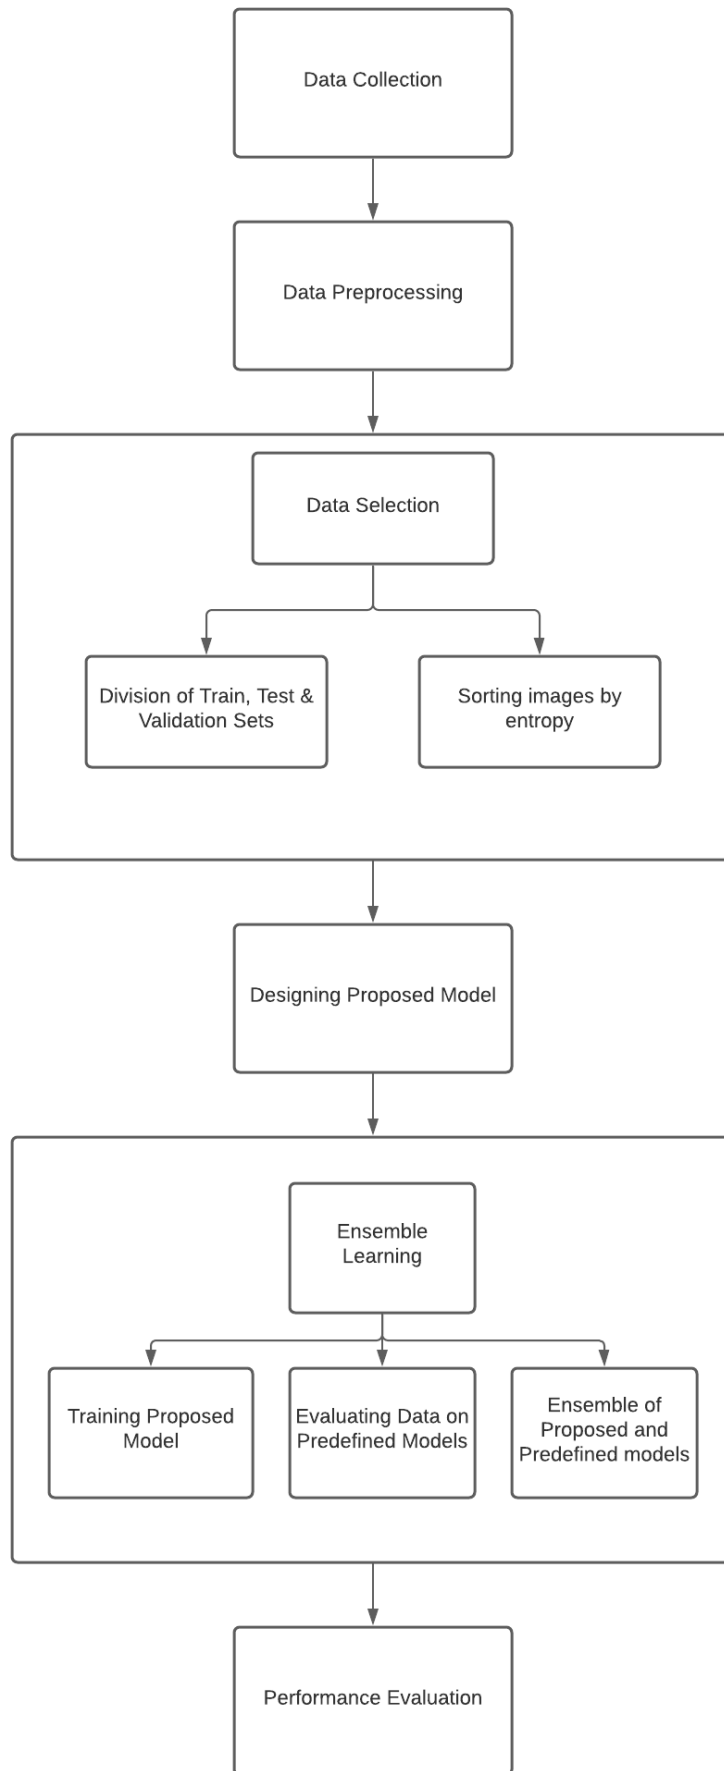 Data Collection
Data Preprocessing
Data Selection
Division of Train, Test &
Validation Sets
Sorting images by
entropy
Designing Proposed Model
Ensemble
Learning
Training Proposed
Model
Evaluating Data on
Predefined Models
Ensemble of
Proposed and
Predefined models
Performance Evaluation